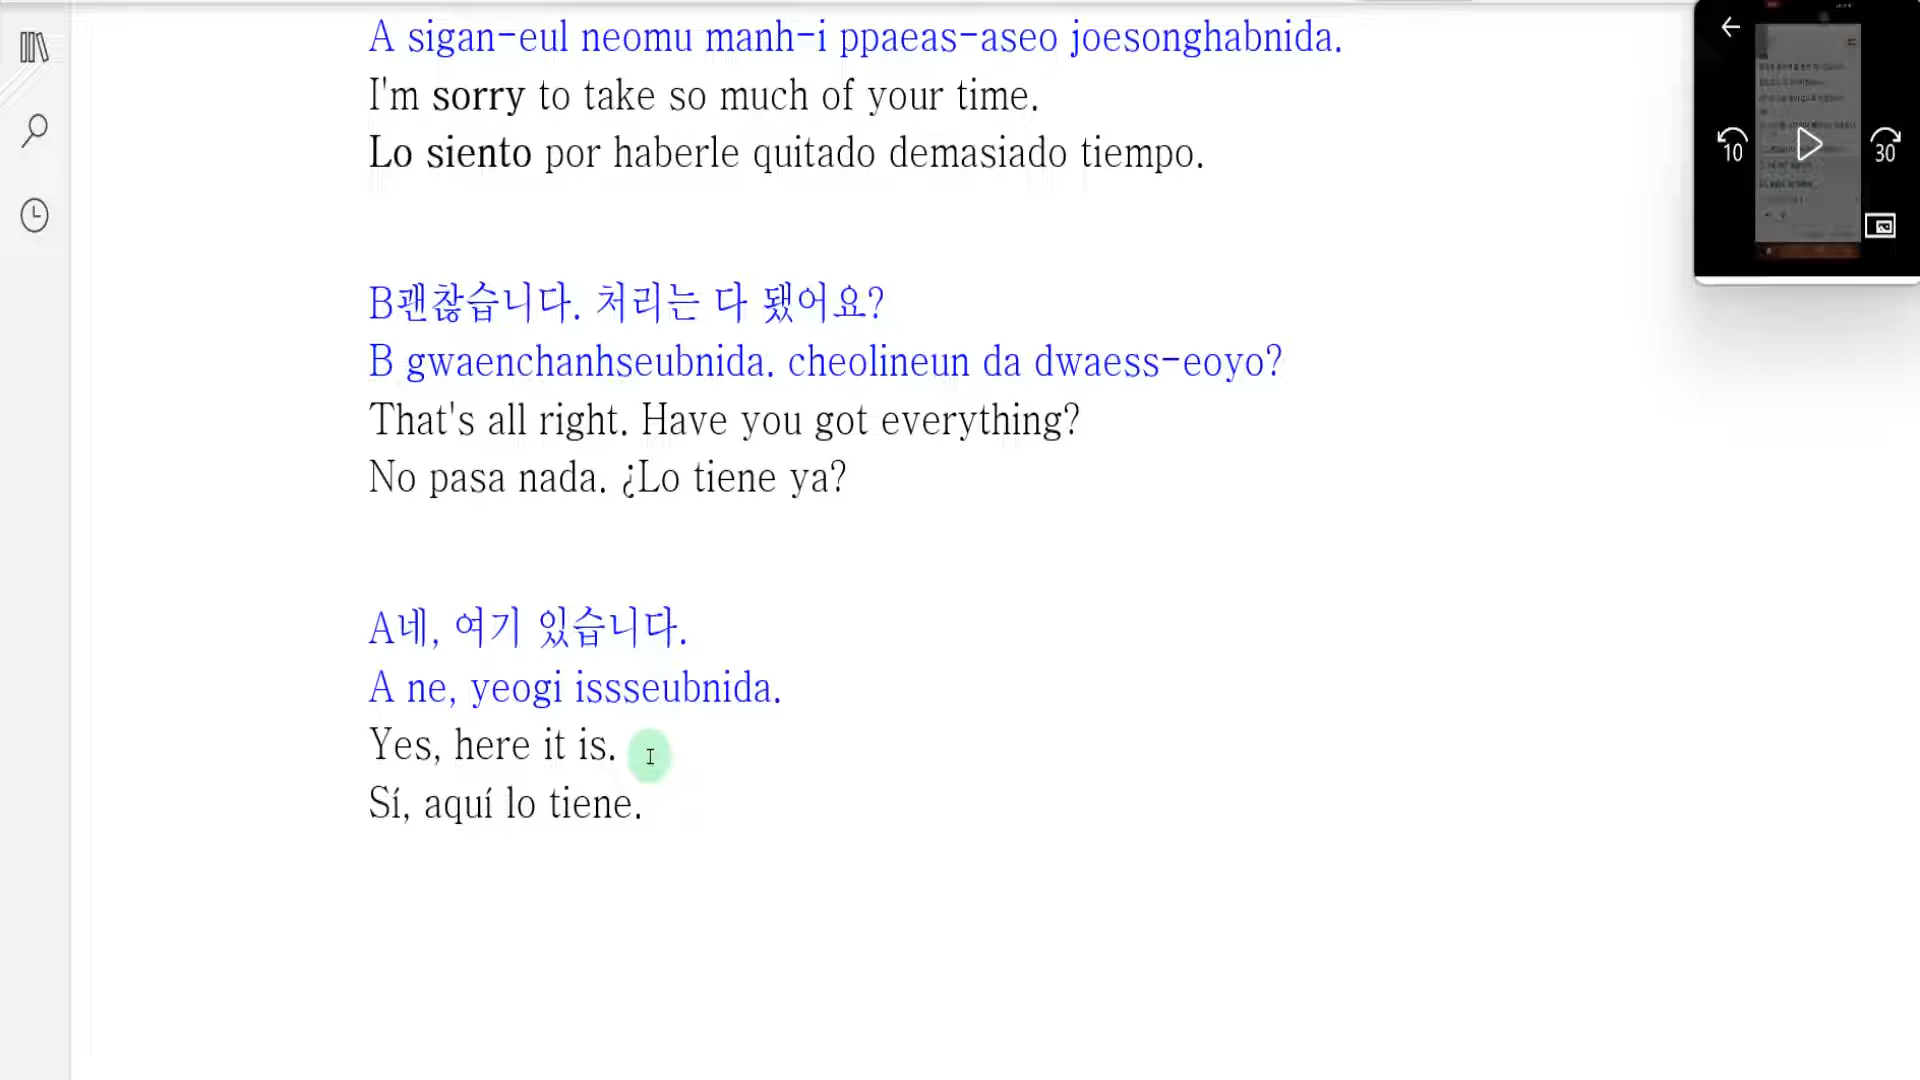 A sigan-eul neomu manh-i ppaeas-aseo joesonghabnida.
I'm sorry to take so much of your time.
Lo siento por haberle quitado demasiado tiempo.
B괜찮습니다. 처리는 다 됐어요?
B gwaenchanhseubnida. cheolineun da dwaess-eoyo?
That's all right. Have you got everything?
No pasa nada. ¿Lo tiene ya?
A네, 여기 있습니다.
A ne, yeogi issseubnida.
Yes, here it is.
Sí, aquí lo tiene.
10
30